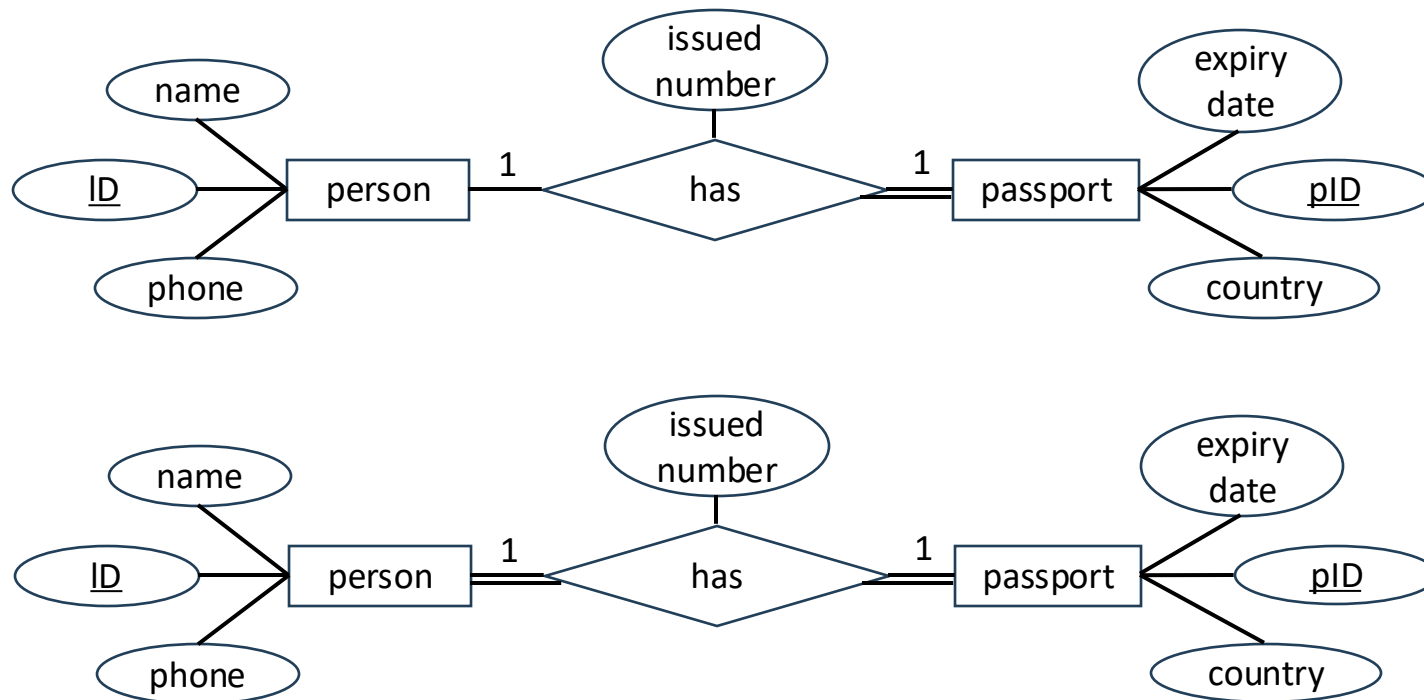 issued
number
expiry
date
name
1
1
ID
person
has
passport
pID
phone
country
issued
number
expiry
date
name
1
1
ID
person
has
passport
pID
phone
country